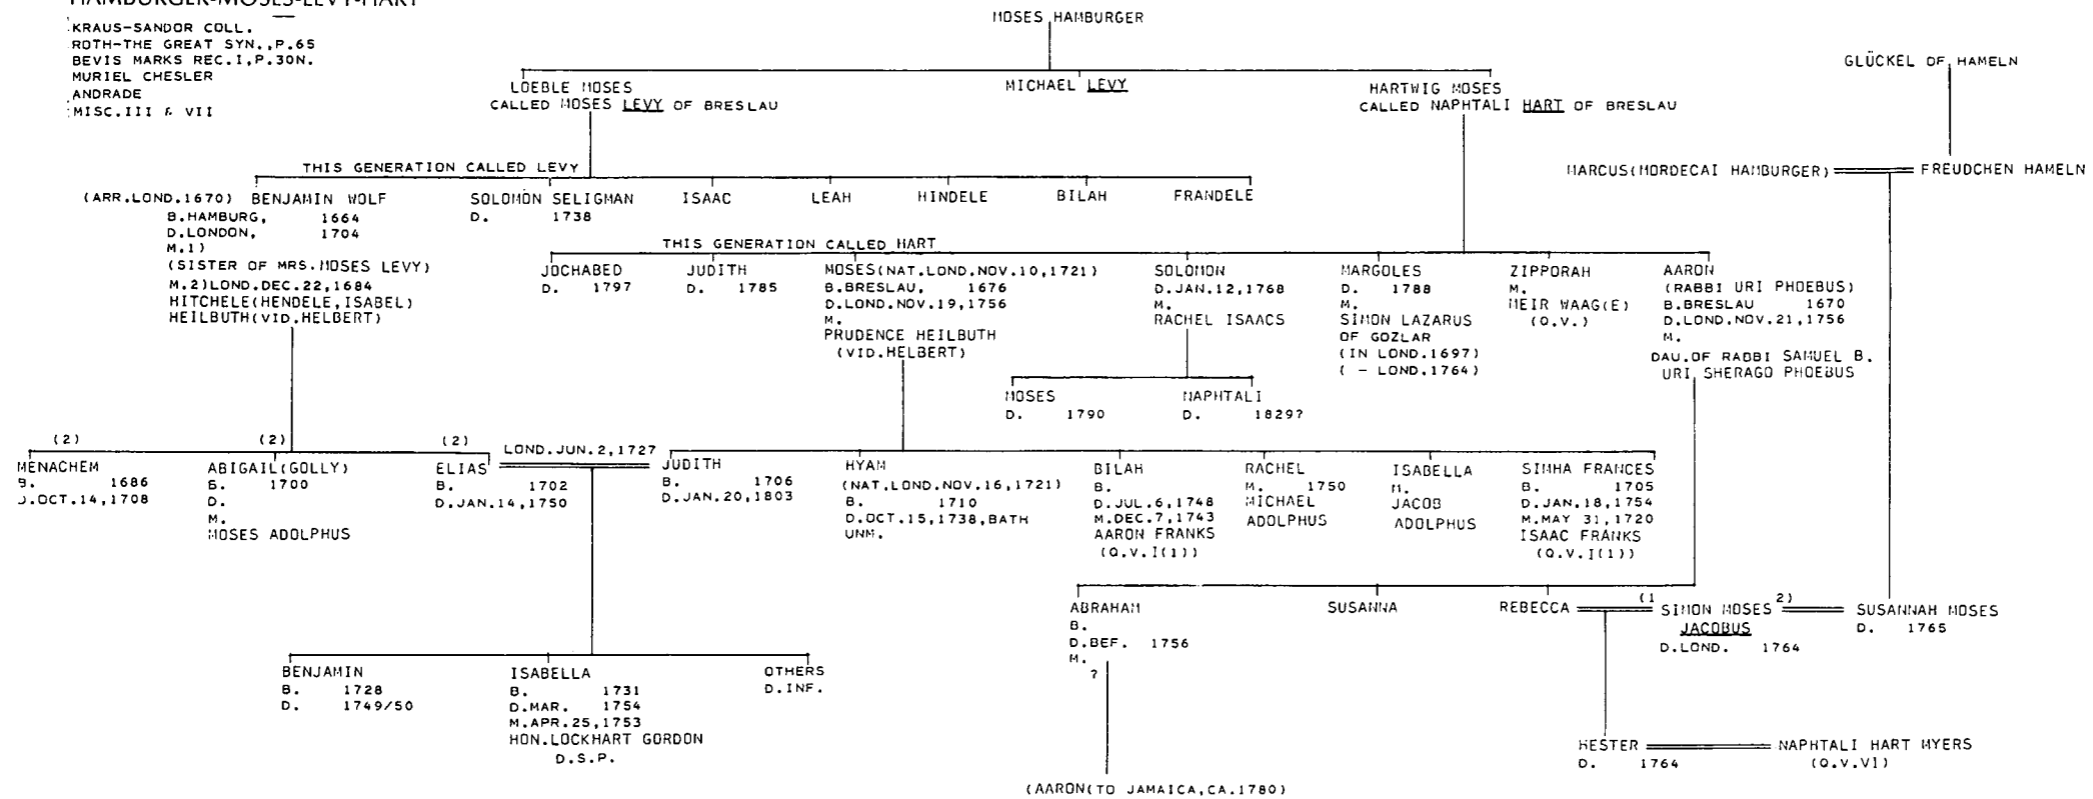 HAMBURGER-MOSES-LEVY-HART
KRAUS-SANDOR COLL.
ROTH-THE GREAT SYN.,P.65
BEVIS MARKS REC.I,P.30N.
MURIEL CHESLER
ANDRADE
MISC.III & VII
MOSES HAMBURGER
GLÜCKEL OF HAMELN
LOEBLE MOSES
CALLED MOSES LEVY OF BRESLAU
MICHAEL LEVY
HARTWIG MOSES
CALLED NAPHTALI HART OF BRESLAU
MARCUS(MORDECAI HAMBURGER)
FREUDCHEN HAMELN
THIS GENERATION CALLED LEVY
(ARR.LOND.1670) BENJAMIN WOLF
B.HAMBURG, 1664
D.LONDON, 1704
M.1)
(SISTER OF MRS.MOSES LEVY)
M.2)LOND.DEC.22,1684
HITCHELE(HENDELE,ISABEL)
HEILBUTH(VID.HELBERT)
SOLOMON SELIGMAN
D. 1738
ISAAC
LEAH
HINDELE
BILAH
FRANDELE
THIS GENERATION CALLED HART
JOCHABED
D. 1797
JUDITH
D. 1785
MOSES(NAT.LOND.NOV.10,1721)
B.BRESLAU, 1676
D.LOND.NOV.19,1756
M.
PRUDENCE HEILBUTH
(VID.HELBERT)
SOLOMON
D.JAN.12,1768
M.
RACHEL ISAACS
MARGOLES
D. 1788
M.
SIMON LAZARUS
OF GOZLAR
(IN LOND.1697)
( - LOND.1764)
ZIPPORAH
M.
MEIR WAAG(E)
(Q.V.)
AARON
(RABBI URI PHOEBUS)
B.BRESLAU 1670
D.LOND.NOV.21,1756
M.
DAU.OF RABBI SAMUEL B.
URI SHERAGO PHOEBUS
MOSES
D. 1790
NAPHTALI
D. 1829?
(2)
MENACHEM
B. 1686
D.OCT.14,1708
(2)
ABIGAIL(GOLLY)
B. 1700
D.
M.
MOSES ADOLPHUS
(2)
ELIAS
B. 1702
D.JAN.14,1750
LOND.JUN.2,1727
JUDITH
B. 1706
D.JAN.20,1803
HYAM
(NAT.LOND.NOV.16,1721)
B. 1710
D.OCT.15,1738,BATH
UNM.
BILAH
B.
D.JUL.6,1748
M.DEC.7,1743
AARON FRANKS
(Q.V.I(1))
RACHEL
M. 1750
MICHAEL
ADOLPHUS
ISABELLA
M.
JACOB
ADOLPHUS
SIMHA FRANCES
B. 1705
D.JAN.18,1754
M.MAY 31,1720
ISAAC FRANKS
(Q.V.I(1))
ABRAHAM
B.
D.BEF. 1756
M.
?
SUSANNA
REBECCA
(1
SIMON MOSES
JACOBUS
D.LOND. 1764
2)
SUSANNAH MOSES
D. 1765
BENJAMIN
B. 1728
D. 1749/50
ISABELLA
B. 1731
D.MAR. 1754
M.APR.25,1753
HON.LOCKHART GORDON
D.S.P.
OTHERS
D.INF.
HESTER
D. 1764
NAPHTALI HART MYERS
(Q.V.VI)
(AARON(TO JAMAICA,CA.1780)